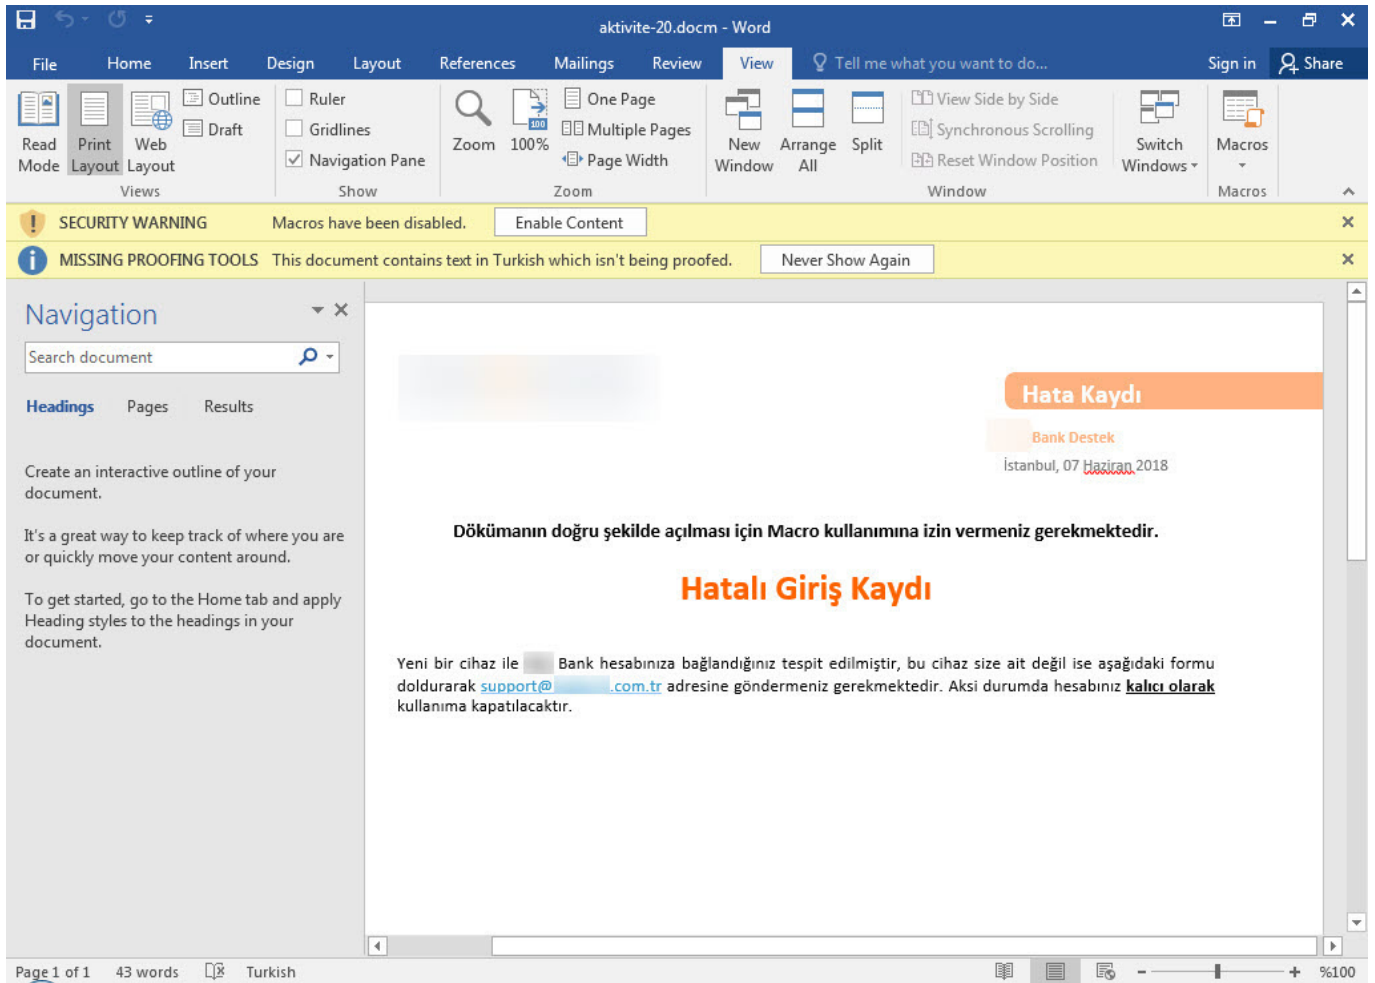 aktivite-20.docm - Word
File Home Insert Design Layout References Mailings Review View Tell me what you want to do... Sign in Share
Read Mode
Print Layout
Web Layout
Outline
Draft
Views
Ruler
Gridlines
Navigation Pane
Show
Zoom
100
100%
One Page
Multiple Pages
Page Width
Zoom
New Window
Arrange All
Split
View Side by Side
Synchronous Scrolling
Reset Window Position
Switch Windows
Window
Macros
Macros
SECURITY WARNING Macros have been disabled. Enable Content
MISSING PROOFING TOOLS This document contains text in Turkish which isn't being proofed. Never Show Again
Navigation
Search document
Headings Pages Results
Create an interactive outline of your
document.
It's a great way to keep track of where you are
or quickly move your content around.
To get started, go to the Home tab and apply
Heading styles to the headings in your
document.
Hata Kaydı
Bank Destek
İstanbul, 07 Haziran 2018
Dökümanın doğru şekilde açılması için Macro kullanımına izin vermeniz gerekmektedir.
Hatalı Giriş Kaydı
Yeni bir cihaz ile Bank hesabınıza bağlandığınız tespit edilmiştir, bu cihaz size ait değil ise aşağıdaki formu
doldurarak support@ .com.tr adresine göndermeniz gerekmektedir. Aksi durumda hesabınız kalıcı olarak
kullanıma kapatılacaktır.
Page 1 of 1 43 words Turkish %100